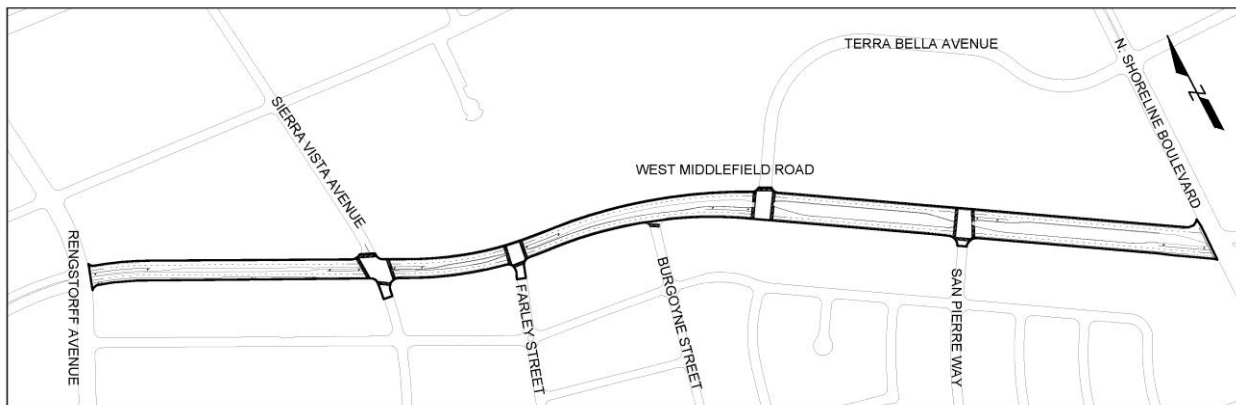 TERRA BELLA AVENUE
N. SHORELINE BOULEVARD
N
SIERRA VISTA AVENUE
WEST MIDDLEFIELD ROAD
RENGSTORFF AVENUE
FARLEY STREET
BURGOYNE STREET
SAN PIERRE WAY